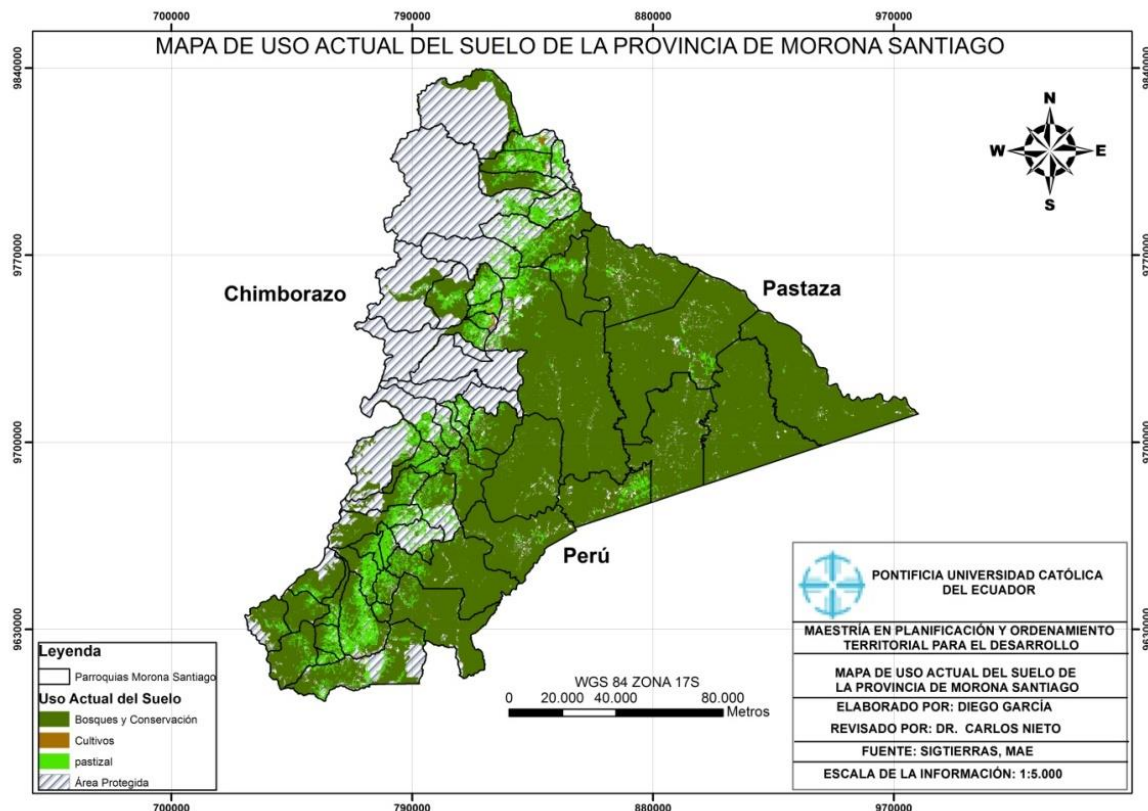 700000 790000 880000 970000
MAPA DE USO ACTUAL DEL SUELO DE LA PROVINCIA DE MORONA SANTIAGO
9840000 9840000
N
W E
S
9770000 9770000
Chimborazo
Pastaza
9700000 9700000
Perú
9630000 9630000
Leyenda
Parroquias Morona Santiago
Uso Actual del Suelo
Bosques y Conservación
Cultivos
pastizal
Área Protegida
WGS 84 ZONA 17S
0 20.000 40.000 80.000
Metros
PONTIFICIA UNIVERSIDAD CATÓLICA
DEL ECUADOR
MAESTRÍA EN PLANIFICACIÓN Y ORDENAMIENTO
TERRITORIAL PARA EL DESARROLLO
MAPA DE USO ACTUAL DEL SUELO DE
LA PROVINCIA DE MORONA SANTIAGO
ELABORADO POR: DIEGO GARCÍA
REVISADO POR: DR. CARLOS NIETO
FUENTE: SIGTIERRAS, MAE
ESCALA DE LA INFORMACIÓN: 1:5.000
700000 790000 880000 970000